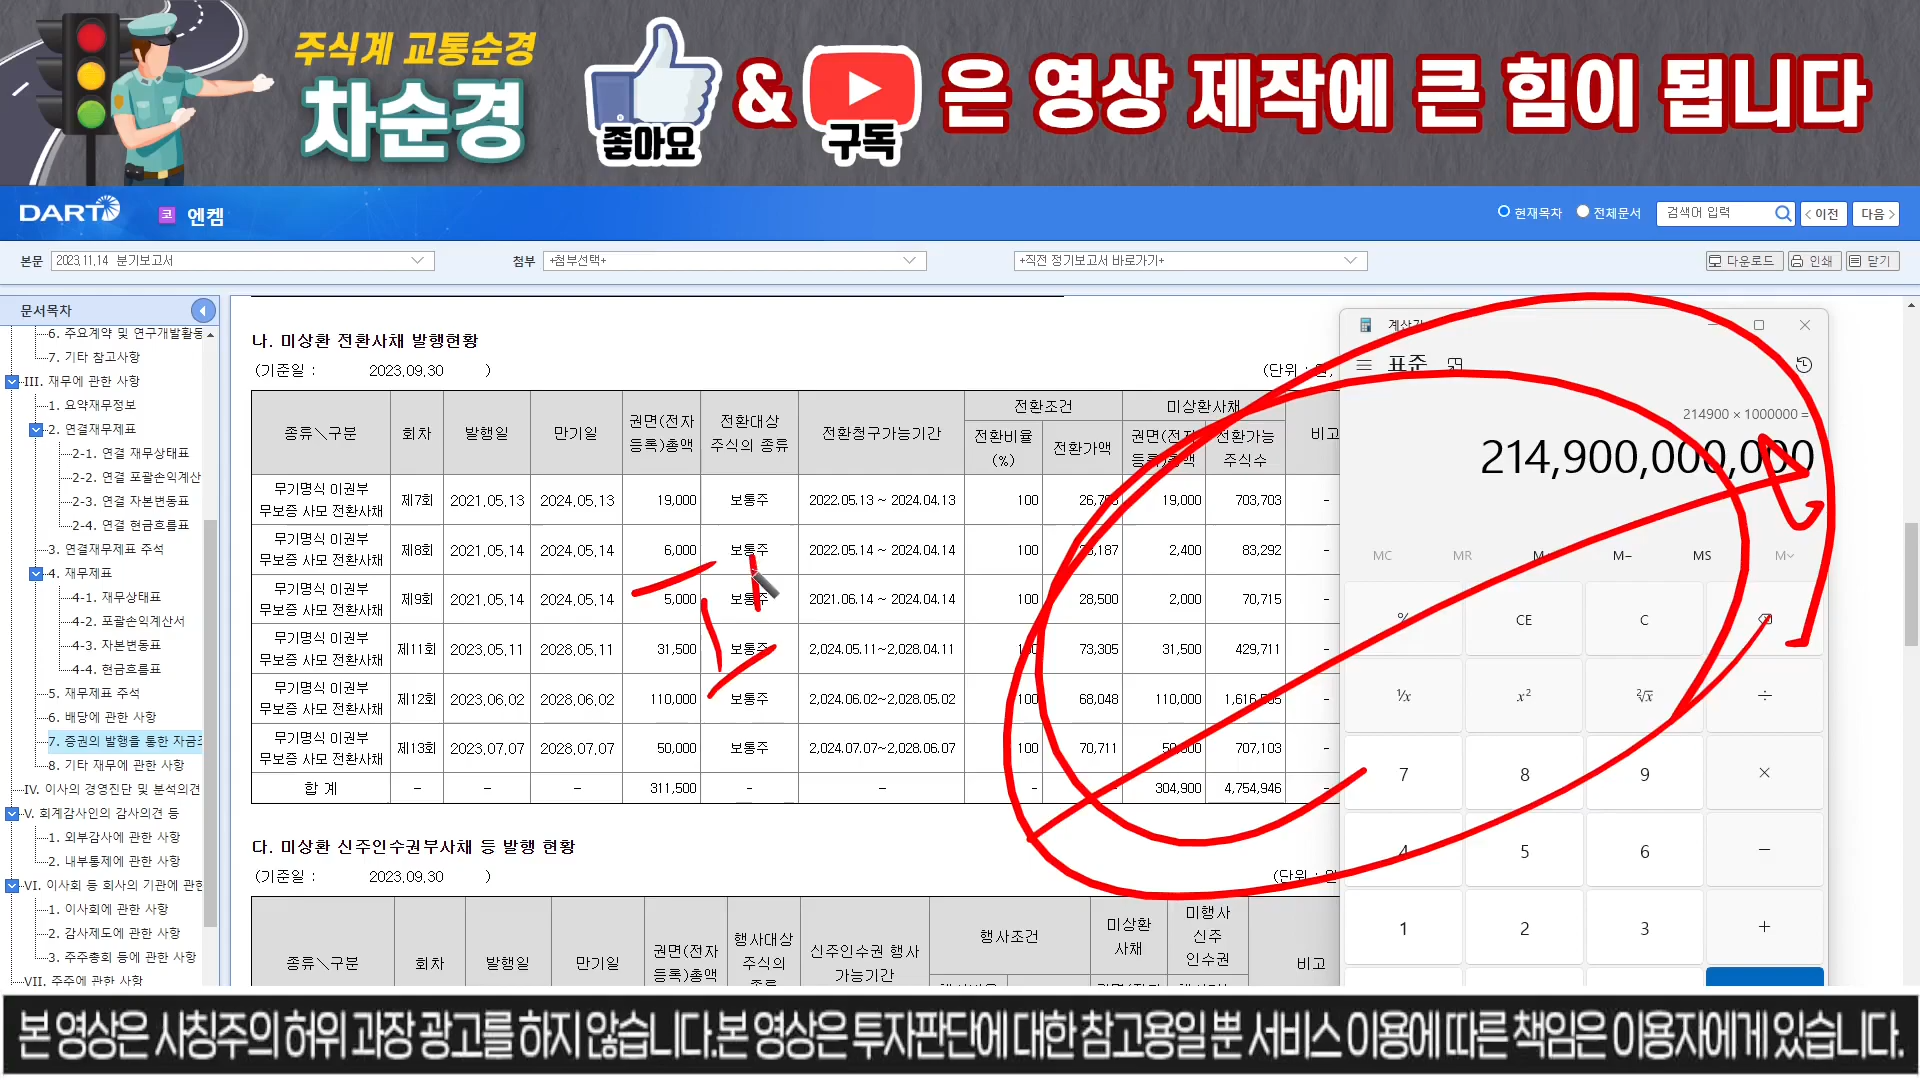 주식계 교통순경
차순경
좋아요 & 구독 은 영상 제작에 큰 힘이 됩니다
DART 코 엔켐
현재목차 전체문서 검색어 입력 이전 다음
본문 2023.11.14 분기보고서 첨부 +첨부선택+ +직전 정기보고서 바로가기+ 다운로드 인쇄 닫기
문서목차
6. 주요계약 및 연구개발활동
7. 기타 참고사항
III. 재무에 관한 사항
1. 요약재무정보
2. 연결재무제표
2-1. 연결 재무상태표
2-2. 연결 포괄손익계산
2-3. 연결 자본변동표
2-4. 연결 현금흐름표
3. 연결재무제표 주석
4. 재무제표
4-1. 재무상태표
4-2. 포괄손익계산서
4-3. 자본변동표
4-4. 현금흐름표
5. 재무제표 주석
6. 배당에 관한 사항
7. 증권의 발행을 통한 자금조
8. 기타 재무에 관한 사항
IV. 이사의 경영진단 및 분석의견
V. 회계감사인의 감사의견 등
1. 외부감사에 관한 사항
2. 내부통제에 관한 사항
VI. 이사회 등 회사의 기관에 관한
1. 이사회에 관한 사항
2. 감사제도에 관한 사항
3. 주주총회 등에 관한 사항
VII. 주주에 관한 사항
나. 미상환 전환사채 발행현황
(기준일 : 2023.09.30 ) (단위 : 원,
종류\구분 회차 발행일 만기일 권면(전자등록)총액 전환대상 주식의 종류 전환청구가능기간 전환조건 미상환사채 비고
전환비율 (%) 전환가액 권면(전자등록)총액 전환가능 주식수
무기명식 이권부 무보증 사모 전환사채 제7회 2021.05.13 2024.05.13 19,000 보통주 2022.05.13 ~ 2024.04.13 100 19,000 703,703 -
무기명식 이권부 무보증 사모 전환사채 제8회 2021.05.14 2024.05.14 6,000 보통주 2022.05.14 ~ 2024.04.14 100 2,400 83,292 -
무기명식 이권부 무보증 사모 전환사채 제9회 2021.05.14 2024.05.14 5,000 보통주 2021.06.14 ~ 2024.04.14 100 28,500 2,000 70,715 -
무기명식 이권부 무보증 사모 전환사채 제11회 2023.05.11 2028.05.11 31,500 보통주 2,024.05.11~2,028.04.11 100 73,305 31,500 429,711 -
무기명식 이권부 무보증 사모 전환사채 제12회 2023.06.02 2028.06.02 110,000 보통주 2,024.06.02~2,028.05.02 100 68,048 110,000 -
무기명식 이권부 무보증 사모 전환사채 제13회 2023.07.07 2028.07.07 50,000 보통주 2,024.07.07~2,028.06.07 100 70,711 50,000 707,103 -
합 계 - - - 311,500 - - - - 304,900 4,754,946 -
다. 미상환 신주인수권부사채 등 발행 현황
(기준일 : 2023.09.30 ) (단위 : 원
종류\구분 회차 발행일 만기일 권면(전자등록)총액 행사대상 주식의 종류 신주인수권 행사가능기간 행사조건 미상환 사채 미행사 신주 인수권 비고
계산기
표준
214900 × 1000000 =
214,900,000,000
MC MR M+ M- MS M
% CE C
¹/x x² ²√x ÷
7 8 9 ×
4 5 6 −
1 2 3 +
본 영상은 사칭주의 허위 과장 광고를 하지 않습니다.본 영상은 투자판단에 대한 참고용일 뿐 서비스 이용에 따른 책임은 이용자에게 있습니다.